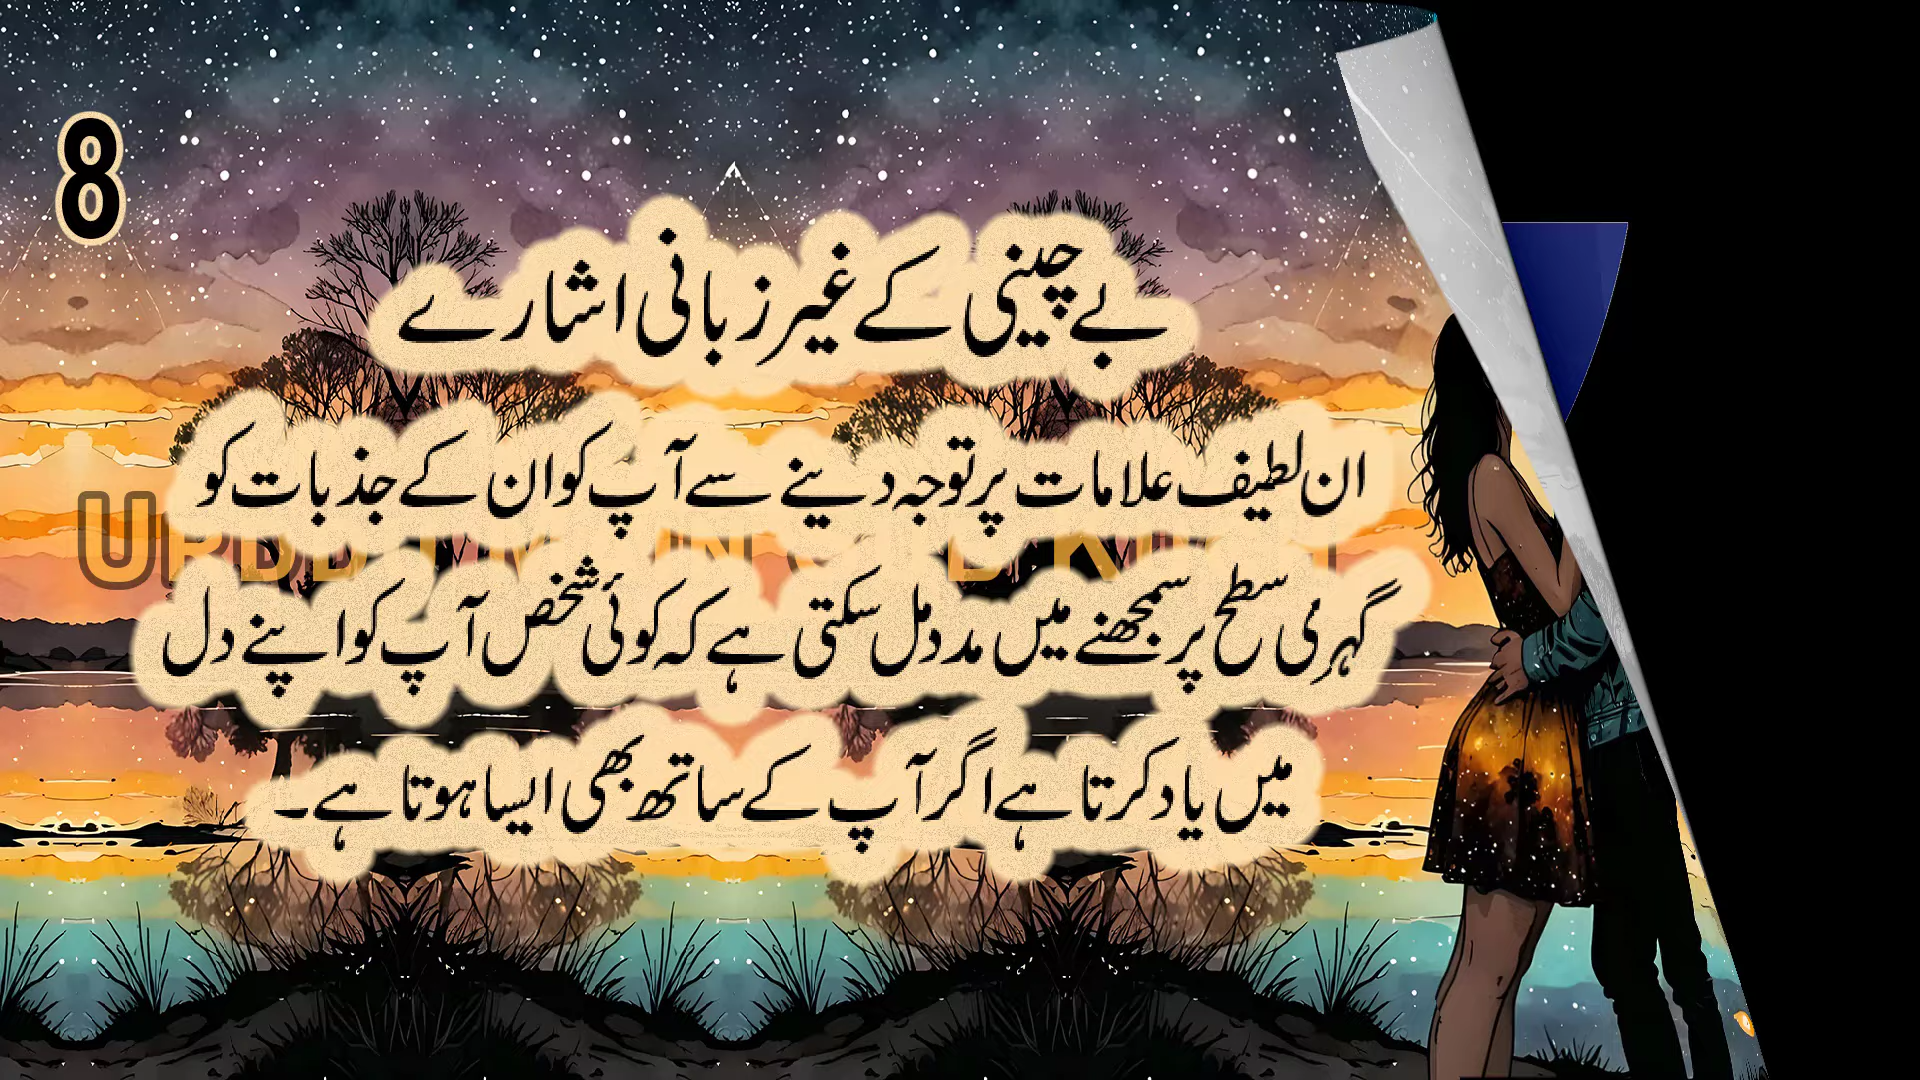 8
بے چینی کے غیر زبانی اشارے
ان لطیف علامات پر توجہ دینے سے آپ کو ان کے جذبات کو
گہری سطح پر سمجھنے میں مدد مل سکتی ہے کہ کوئی شخص آپ کو اپنے دل
میں یاد کرتا ہے اگر آپ کے ساتھ بھی ایسا ہوتا ہے۔